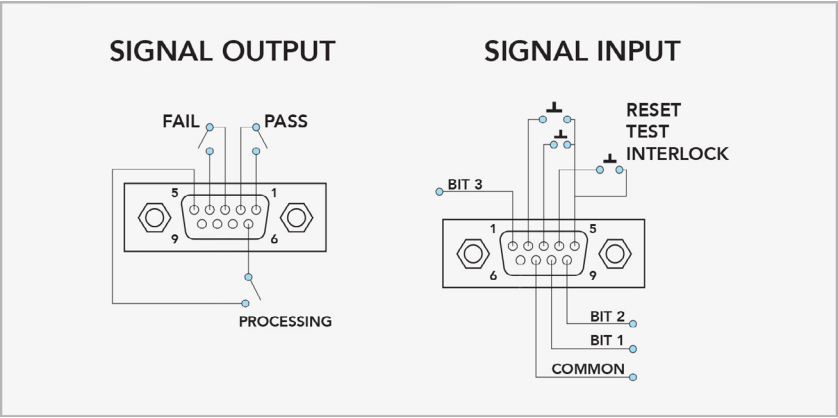 SIGNAL OUTPUT
SIGNAL INPUT
FAIL
PASS
5
1
9
6
PROCESSING
RESET
TEST
INTERLOCK
BIT 3
1
5
6
9
BIT 2
BIT 1
COMMON